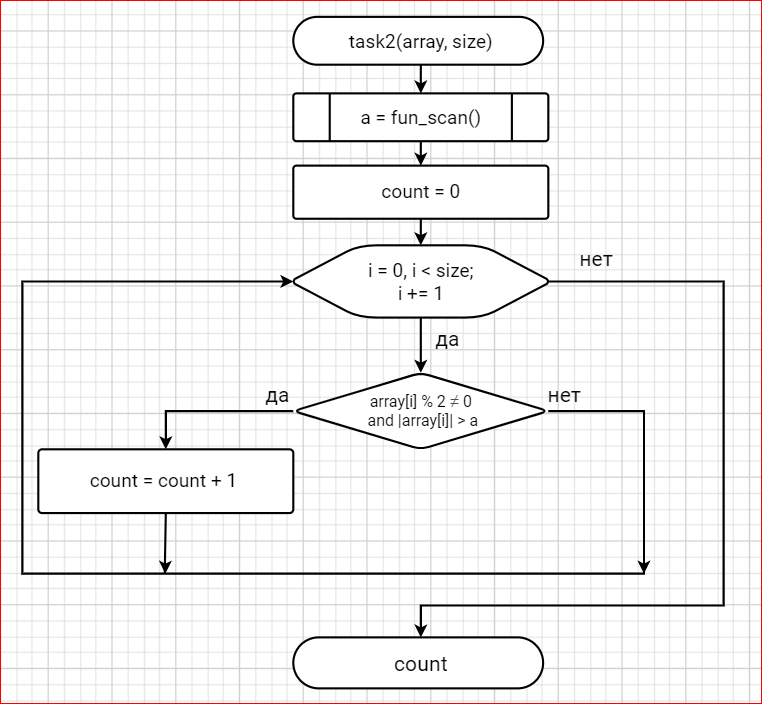 task2(array, size)
a = fun_scan()
count = 0
i = 0, i < size;
i += 1
нет
да
array[i] % 2 ≠ 0
and |array[i]| > a
да
нет
count = count + 1
count